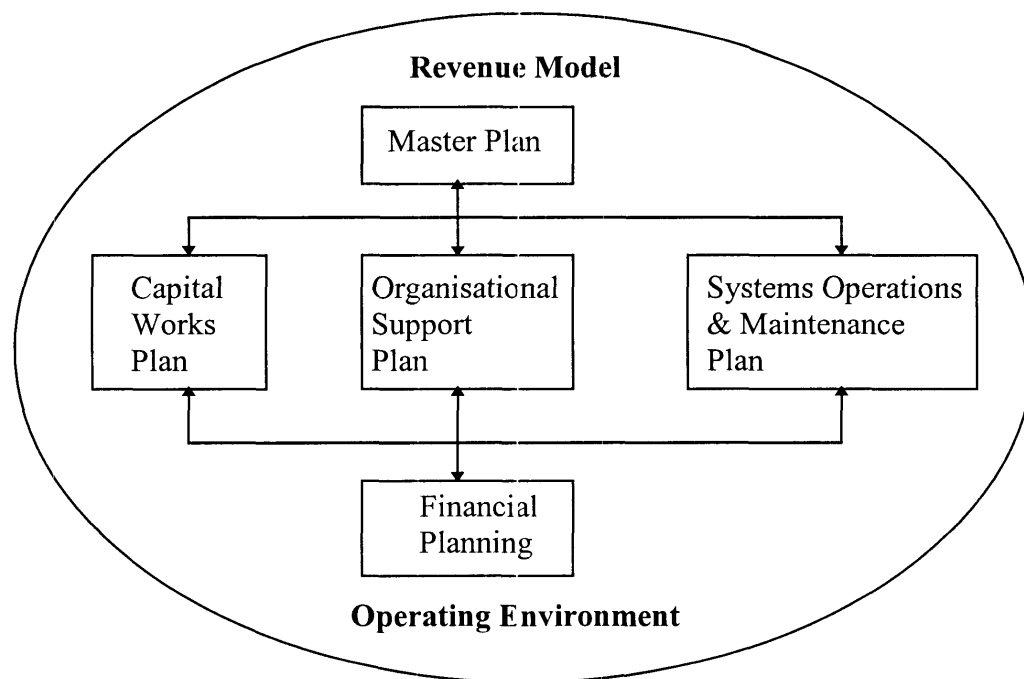 Revenue Model
Master Plan
Capital
Works
Plan
Organisational
Support
Plan
Systems Operations
& Maintenance
Plan
Financial
Planning
Operating Environment